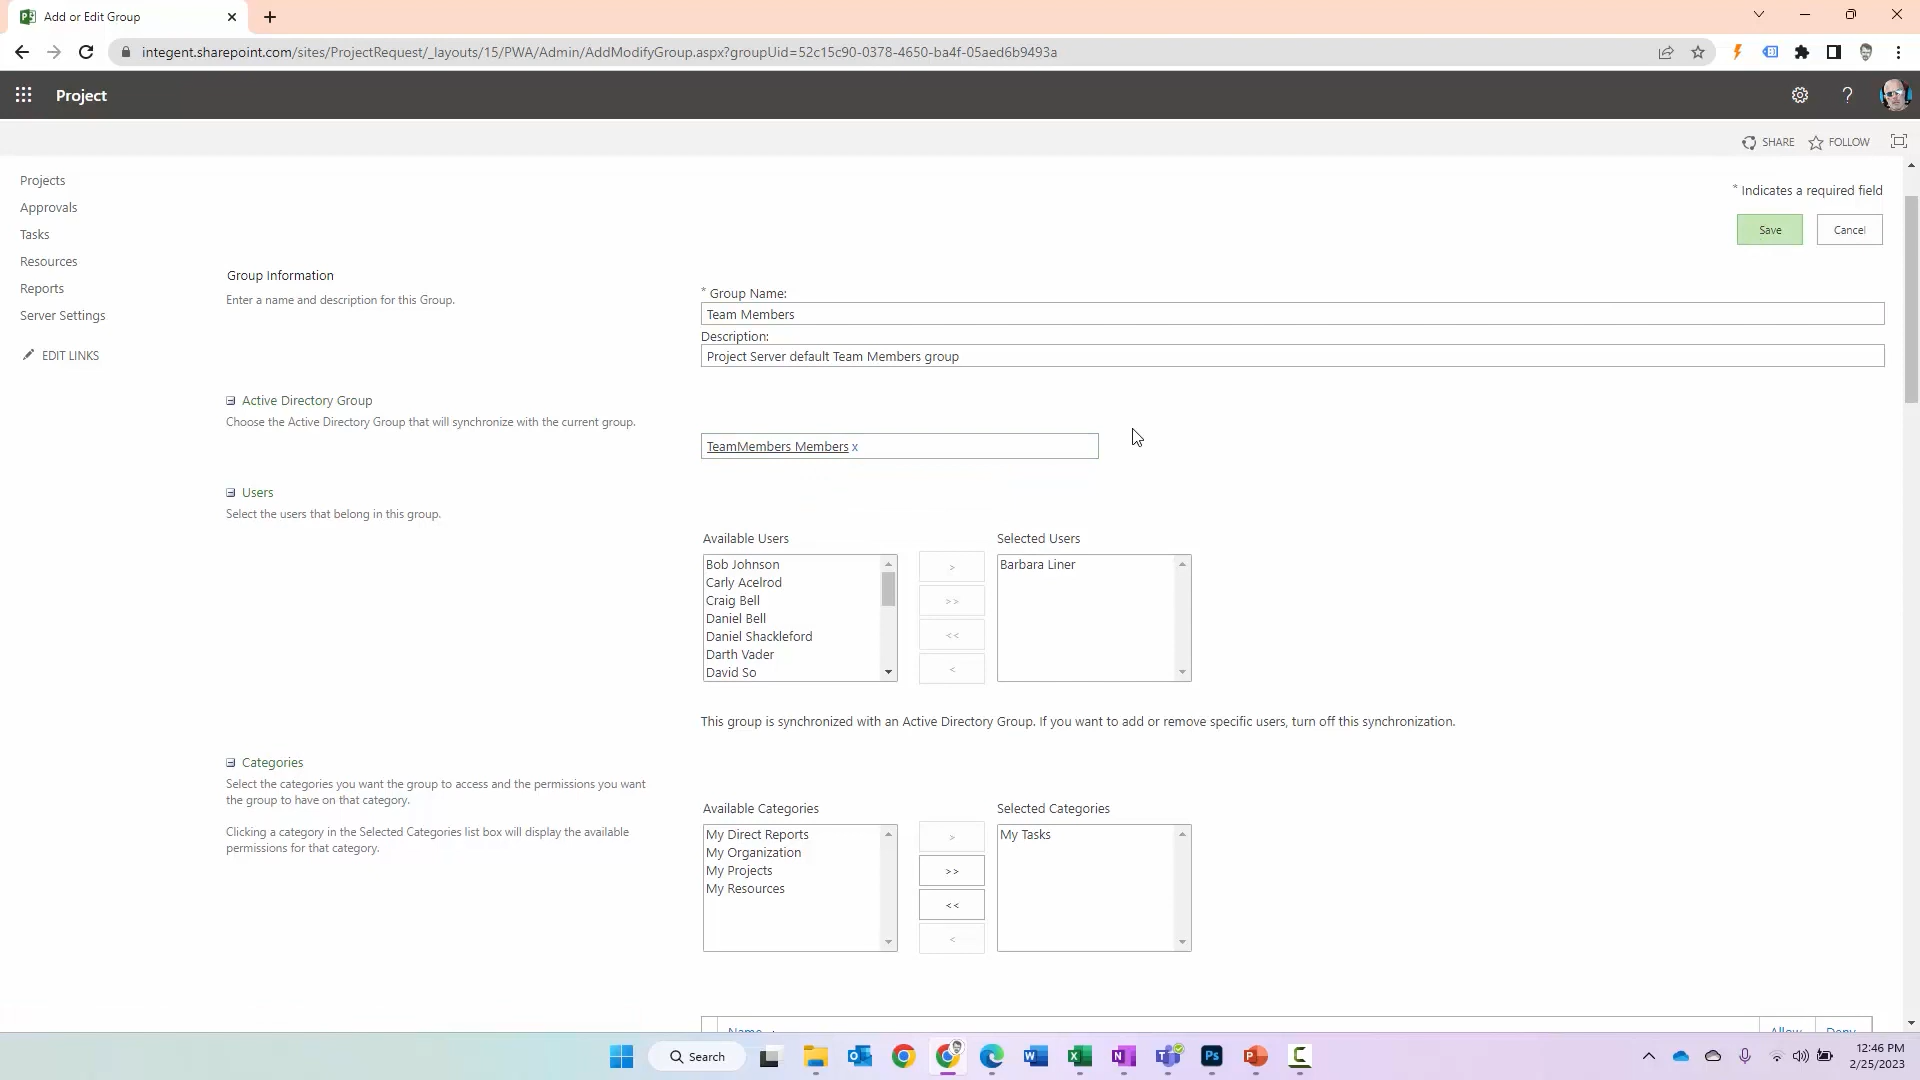 Add or Edit Group
integent.sharepoint.com/sites/ProjectRequest/_layouts/15/PWA/Admin/AddModifyGroup.aspx?groupUid=52c15c90-0378-4650-ba4f-05aed6b9493a
Project
SHARE
FOLLOW
Projects
Approvals
Tasks
Resources
Reports
Server Settings
EDIT LINKS
* Indicates a required field
Save
Cancel
Group Information
Enter a name and description for this Group.
* Group Name:
Team Members
Description:
Project Server default Team Members group
Active Directory Group
Choose the Active Directory Group that will synchronize with the current group.
TeamMembers Members x
Users
Select the users that belong in this group.
Available Users
Bob Johnson
Carly Acelrod
Craig Bell
Daniel Bell
Daniel Shackleford
Darth Vader
David So
>
>>
<<
<
Selected Users
Barbara Liner
This group is synchronized with an Active Directory Group. If you want to add or remove specific users, turn off this synchronization.
Categories
Select the categories you want the group to access and the permissions you want
the group to have on that category.
Clicking a category in the Selected Categories list box will display the available
permissions for that category.
Available Categories
My Direct Reports
My Organization
My Projects
My Resources
>
>>
<<
<
Selected Categories
My Tasks
Name
Allow
Deny
Search
12:46 PM
2/25/2023